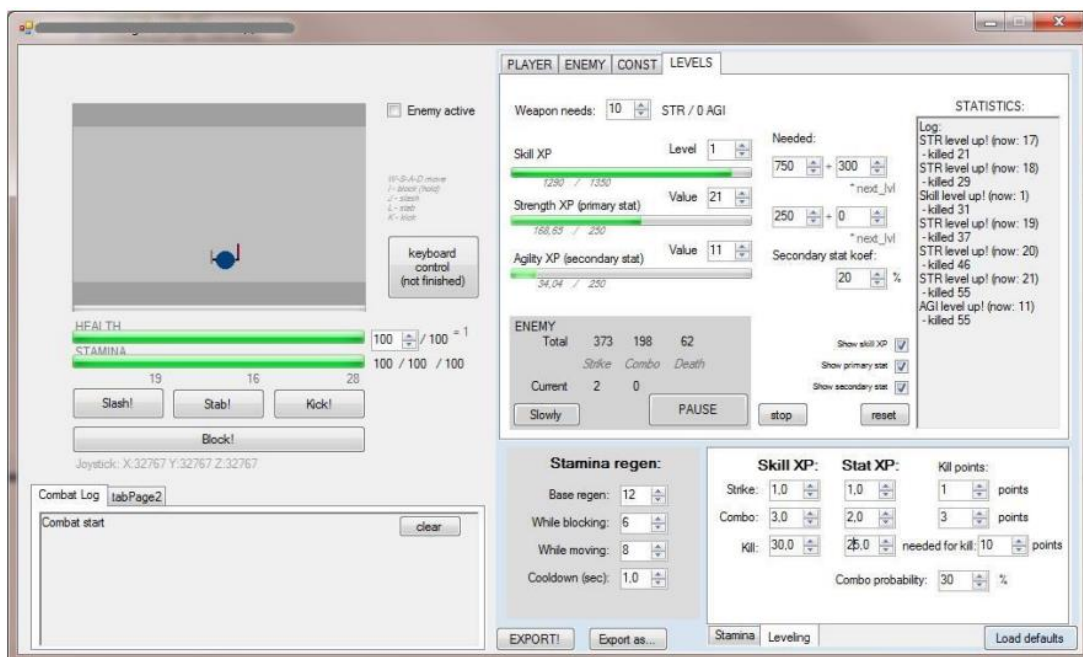 Enemy active
W-S-A-D move
I - block (hold)
J - slash
L - stab
K - kick
keyboard
control
(not finished)
HEALTH
100 / 100 = 1
STAMINA
100 / 100 / 100
19 16 28
Slash! Stab! Kick!
Block!
Joystick: X:32767 Y:32767 Z:32767
Combat Log tabPage2
Combat start
clear
PLAYER ENEMY CONST LEVELS
Weapon needs: 10 STR / 0 AGI
Skill XP Level 1
1290 / 1350
Strength XP (primary stat) Value 21
168,65 / 250
Agility XP (secondary stat) Value 11
34,04 / 250
Needed:
750 + 300
* next_lvl
250 + 0
* next_lvl
Secondary stat koef:
20 %
ENEMY
Total 373 198 62
Strike Combo Death
Current 2 0
Slowly PAUSE
Show skill XP
Show primary stat
Show secondary stat
stop reset
STATISTICS:
Log:
STR level up! (now: 17)
- killed 21
STR level up! (now: 18)
- killed 29
Skill level up! (now: 1)
- killed 31
STR level up! (now: 19)
- killed 37
STR level up! (now: 20)
- killed 46
STR level up! (now: 21)
- killed 55
AGI level up! (now: 11)
- killed 55
Stamina regen:
Base regen: 12
While blocking: 6
While moving: 8
Cooldown (sec): 1,0
EXPORT! Export as...
Skill XP: Stat XP: Kill points:
Strike: 1,0 1,0 1 points
Combo: 3,0 2,0 3 points
Kill: 30,0 25,0 needed for kill: 10 points
Combo probability: 30 %
Stamina Leveling
Load defaults